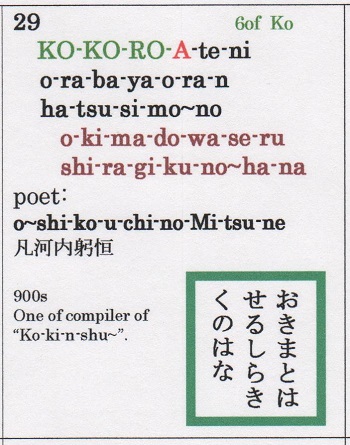 29 6of Ko
KO-KO-RO-A-te-ni
o-ra-ba-ya-o-ra-n
ha-tsu-si-mo~no
o-ki-ma-do-wa-se-ru
shi-ra-gi-ku-no~ha-na
poet:
o~shi-ko-u-chi-no-Mi-tsu-ne
凡河内躬恒
900s
One of compiler of
“Ko-ki-n-shu~”.
おきまとは
せるしらき
くのはな